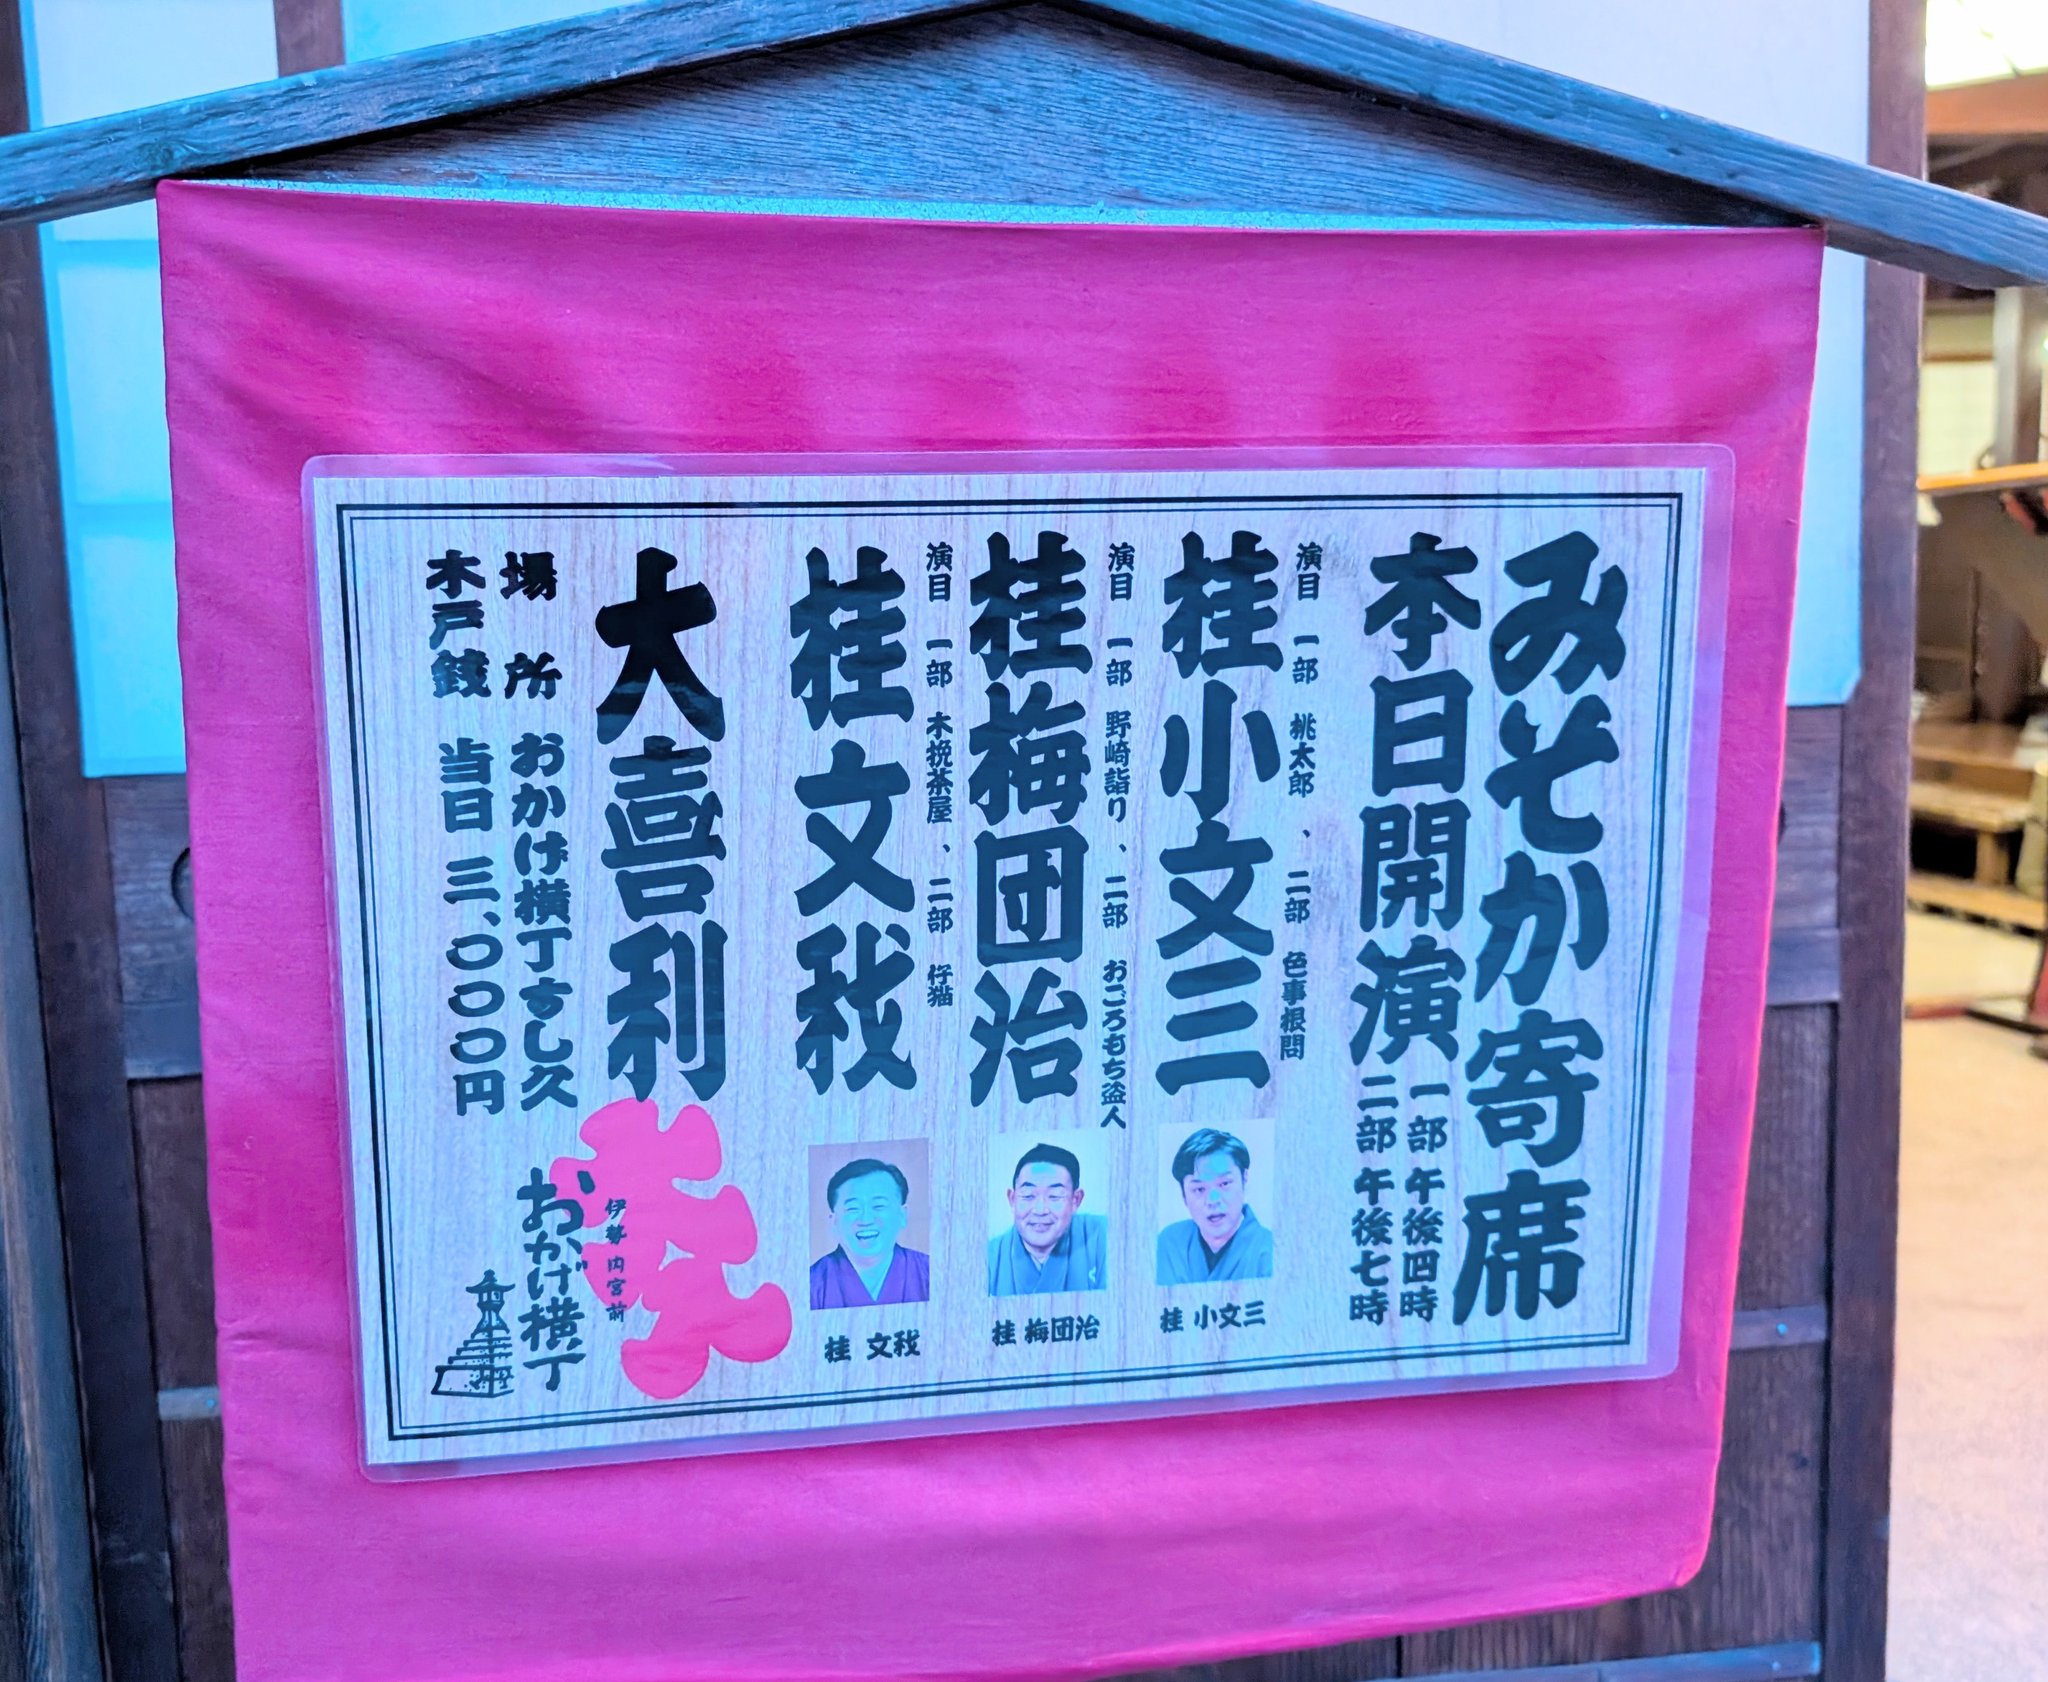 みそか寄席
本日開演
一部 午後四時
二部 午後七時
演目 一部 桃太郎、二部 色事根問
桂小文三
演目 一部 野崎詣り、二部 おごろもち盗人
桂梅団治
演目 一部 木挽茶屋、二部 仔猫
桂文我
大喜利
場所 おかげ横丁すし久
木戸銭 当日 三、〇〇〇円
桂 小文三
桂 梅団治
桂 文我
伊勢内宮前
おかげ横丁